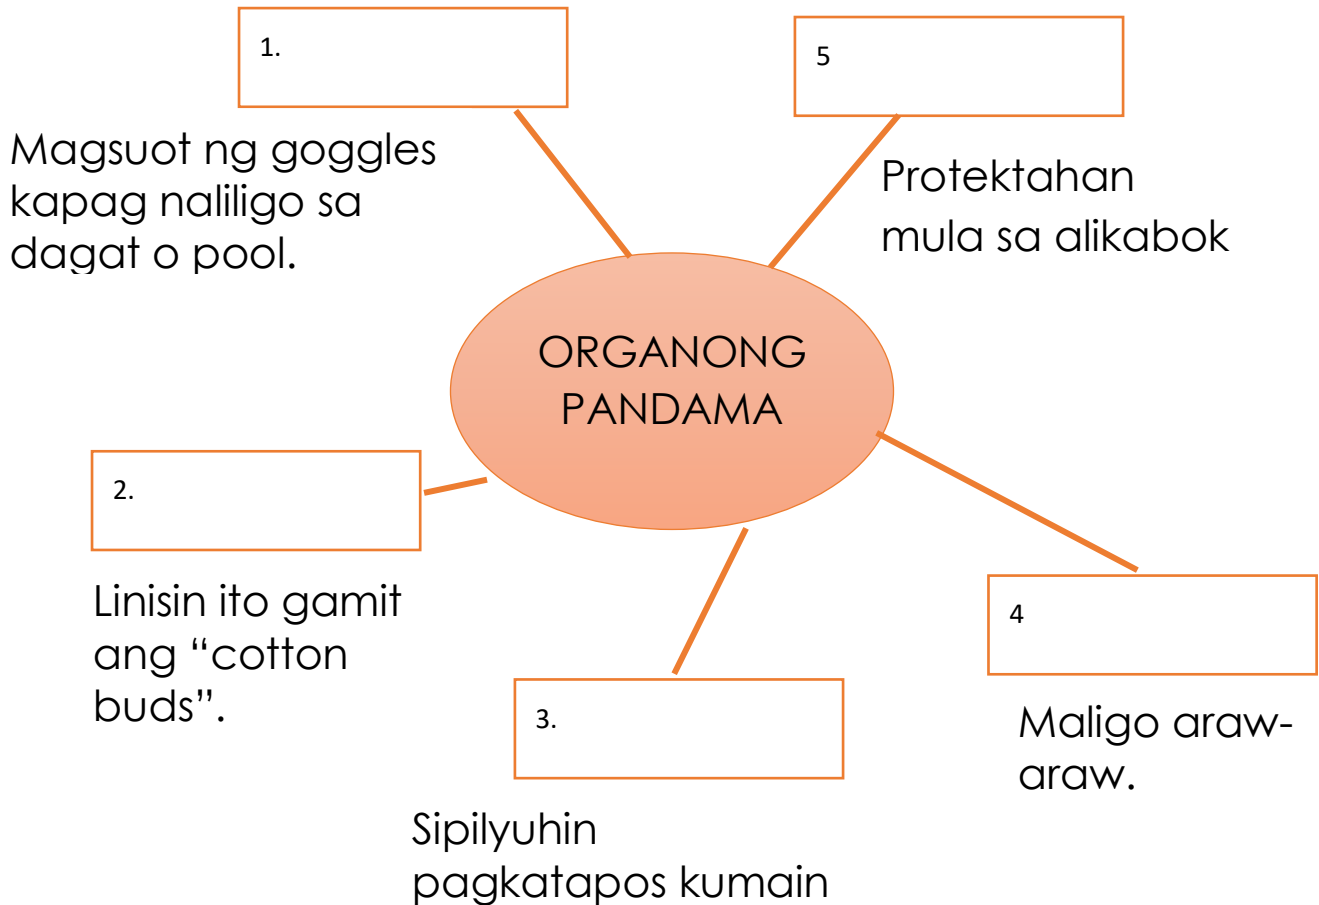 1.
Magsuot ng goggles
kapag naliligo sa
dagat o pool.
5
Protektahan
mula sa alikabok
ORGANONG
PANDAMA
2.
Linisin ito gamit
ang “cotton
buds”.
3.
Sipilyuhin
pagkatapos kumain
4
Maligo araw-
araw.